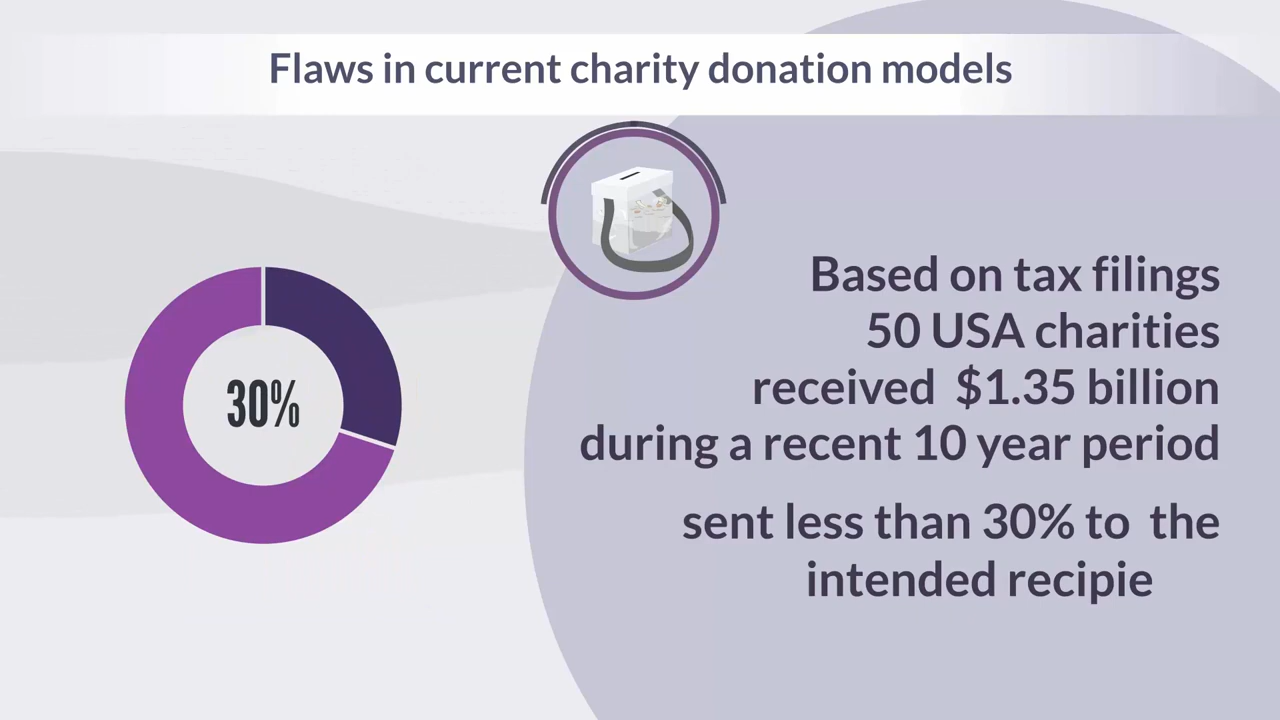 Flaws in current charity donation models
30%
Based on tax filings
50 USA charities
received $1.35 billion
during a recent 10 year period
sent less than 30% to the
intended recipie